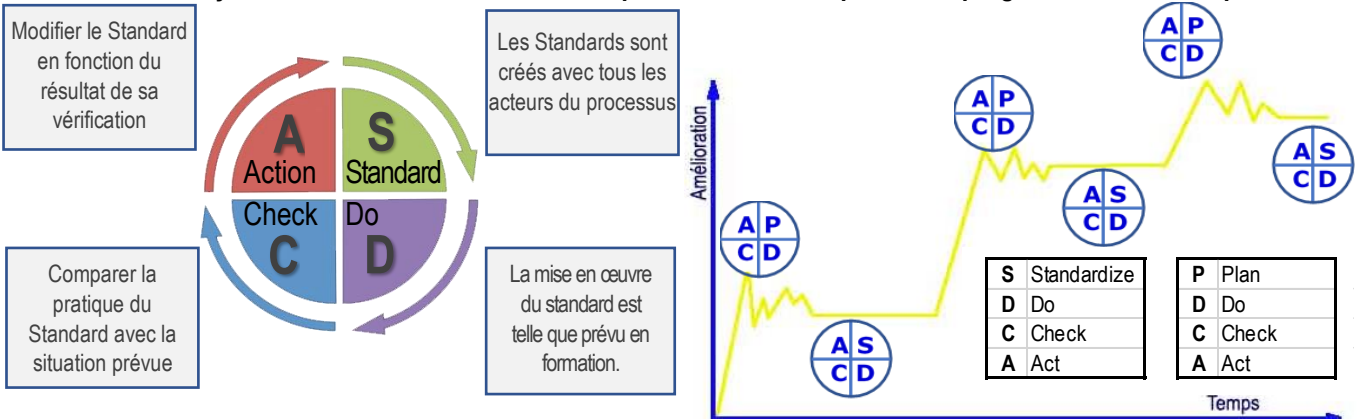 Modifier le Standard
en fonction du
résultat de sa
vérification
Les Standards sont
créés avec tous les
acteurs du processus
A
Action
S
Standard
Check
C
Do
D
Comparer la
pratique du
Standard avec la
situation prévue
La mise en œuvre
du standard est
telle que prévu en
formation.
Amélioration
A P
C D
A S
C D
A P
C D
A S
C D
A P
C D
A S
C D
S Standardize
D Do
C Check
A Act
P Plan
D Do
C Check
A Act
Temps